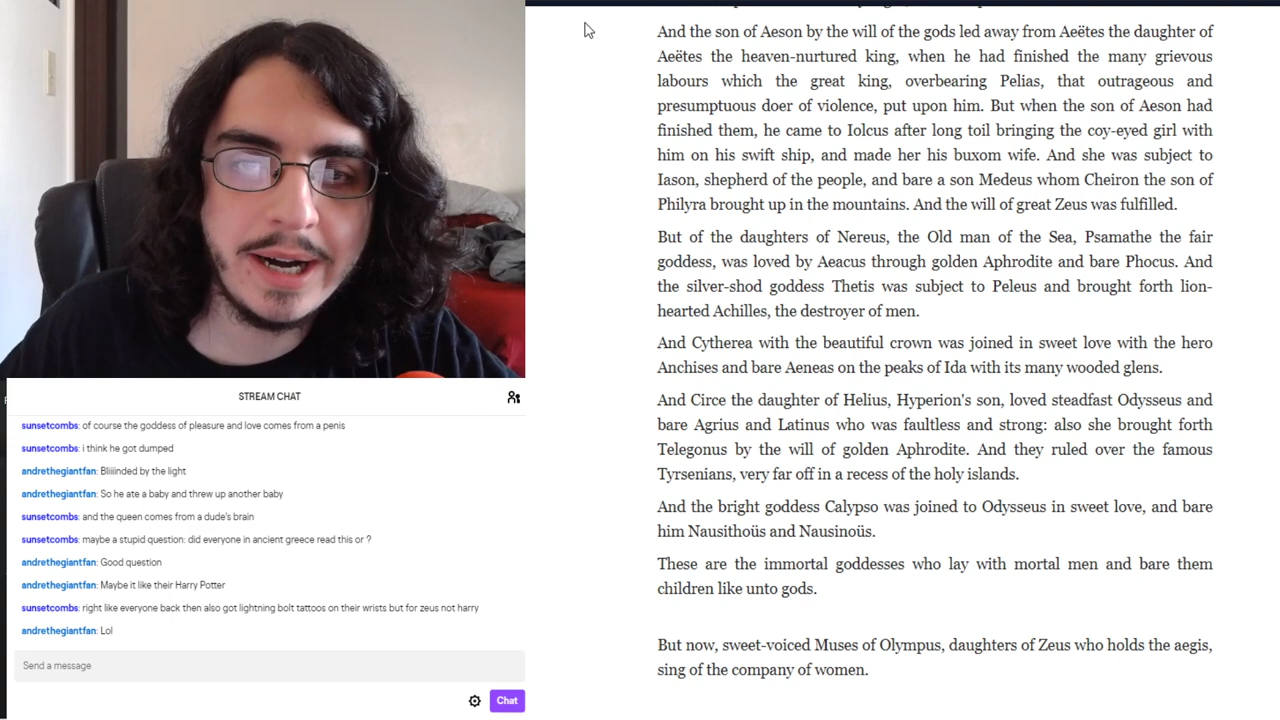 And the son of Aeson by the will of the gods led away from Aeëtes the daughter of
Aeëtes the heaven-nurtured king, when he had finished the many grievous
labours which the great king, overbearing Pelias, that outrageous and
presumptuous doer of violence, put upon him. But when the son of Aeson had
finished them, he came to Iolcus after long toil bringing the coy-eyed girl with
him on his swift ship, and made her his buxom wife. And she was subject to
Iason, shepherd of the people, and bare a son Medeus whom Cheiron the son of
Philyra brought up in the mountains. And the will of great Zeus was fulfilled.
But of the daughters of Nereus, the Old man of the Sea, Psamathe the fair
goddess, was loved by Aeacus through golden Aphrodite and bare Phocus. And
the silver-shod goddess Thetis was subject to Peleus and brought forth lion-
hearted Achilles, the destroyer of men.
And Cytherea with the beautiful crown was joined in sweet love with the hero
Anchises and bare Aeneas on the peaks of Ida with its many wooded glens.
And Circe the daughter of Helius, Hyperion's son, loved steadfast Odysseus and
bare Agrius and Latinus who was faultless and strong: also she brought forth
Telegonus by the will of golden Aphrodite. And they ruled over the famous
Tyrsenians, very far off in a recess of the holy islands.
And the bright goddess Calypso was joined to Odysseus in sweet love, and bare
him Nausithoüs and Nausinoüs.
These are the immortal goddesses who lay with mortal men and bare them
children like unto gods.
But now, sweet-voiced Muses of Olympus, daughters of Zeus who holds the aegis,
sing of the company of women.
STREAM CHAT
sunsetcombs: of course the goddess of pleasure and love comes from a penis
sunsetcombs: i think he got dumped
andrethegiantfan: Bliiiinded by the light
andrethegiantfan: So he ate a baby and threw up another baby
sunsetcombs: and the queen comes from a dude's brain
sunsetcombs: maybe a stupid question: did everyone in ancient greece read this or ?
andrethegiantfan: Good question
andrethegiantfan: Maybe it like their Harry Potter
sunsetcombs: right like everyone back then also got lightning bolt tattoos on their wrists but for zeus not harry
andrethegiantfan: Lol
Send a message
Chat